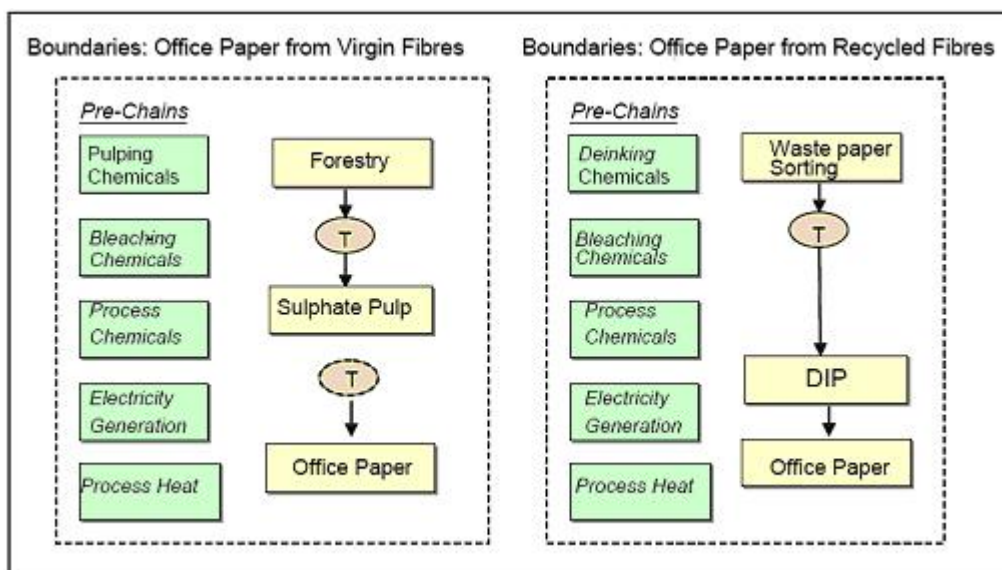 Boundaries: Office Paper from Virgin Fibres
Pre-Chains
Pulping
Chemicals
Bleaching
Chemicals
Process
Chemicals
Electricity
Generation
Process Heat
Forestry
T
Sulphate Pulp
T
Office Paper
Boundaries: Office Paper from Recycled Fibres
Pre-Chains
Deinking
Chemicals
Bleaching
Chemicals
Process
Chemicals
Electricity
Generation
Process Heat
Waste paper
Sorting
T
DIP
Office Paper